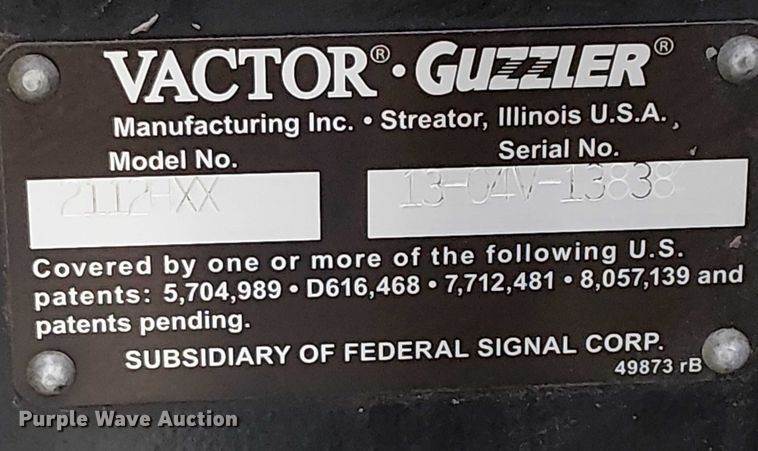 VACTOR® • GUZZLER®
Manufacturing Inc. • Streator, Illinois U.S.A.
Model No. Serial No.
2112-XX 13-04V-13838
Covered by one or more of the following U.S.
patents: 5,704,989 • D616,468 • 7,712,481 • 8,057,139 and
patents pending.
SUBSIDIARY OF FEDERAL SIGNAL CORP.
49873 rB
Purple Wave Auction